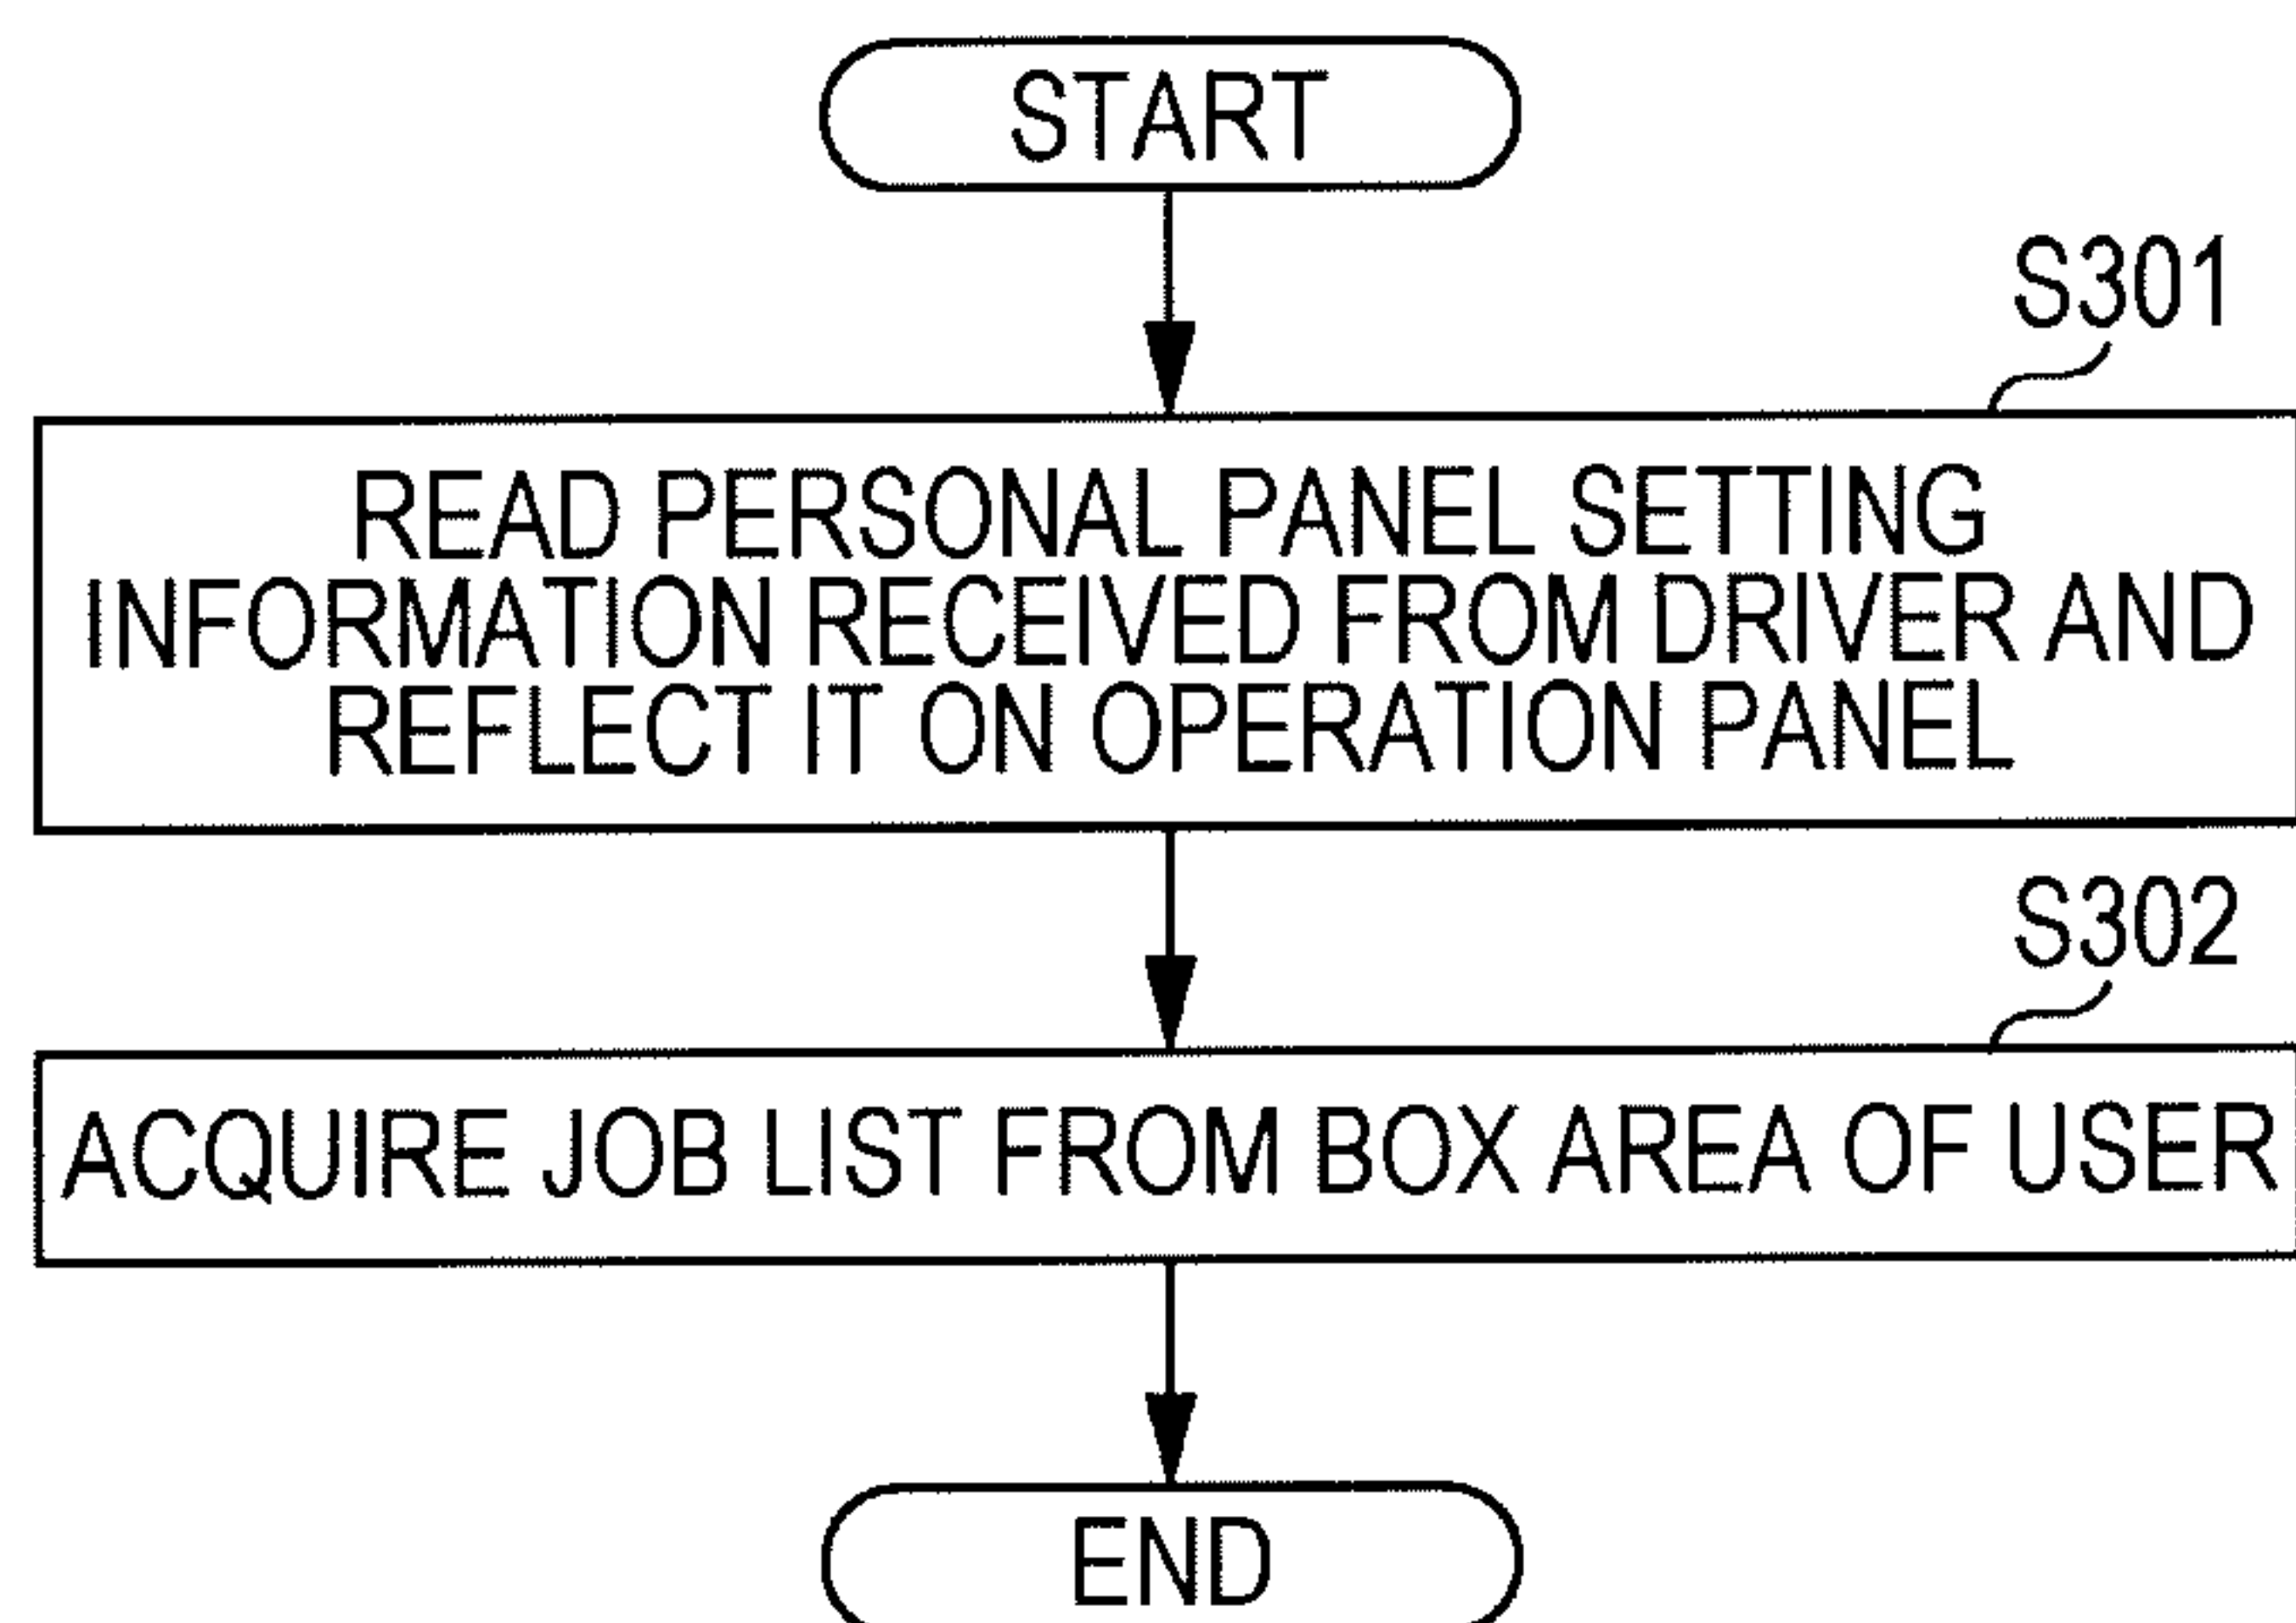 START
S301
READ PERSONAL PANEL SETTING
INFORMATION RECEIVED FROM DRIVER AND
REFLECT IT ON OPERATION PANEL
S302
ACQUIRE JOB LIST FROM BOX AREA OF USER
END